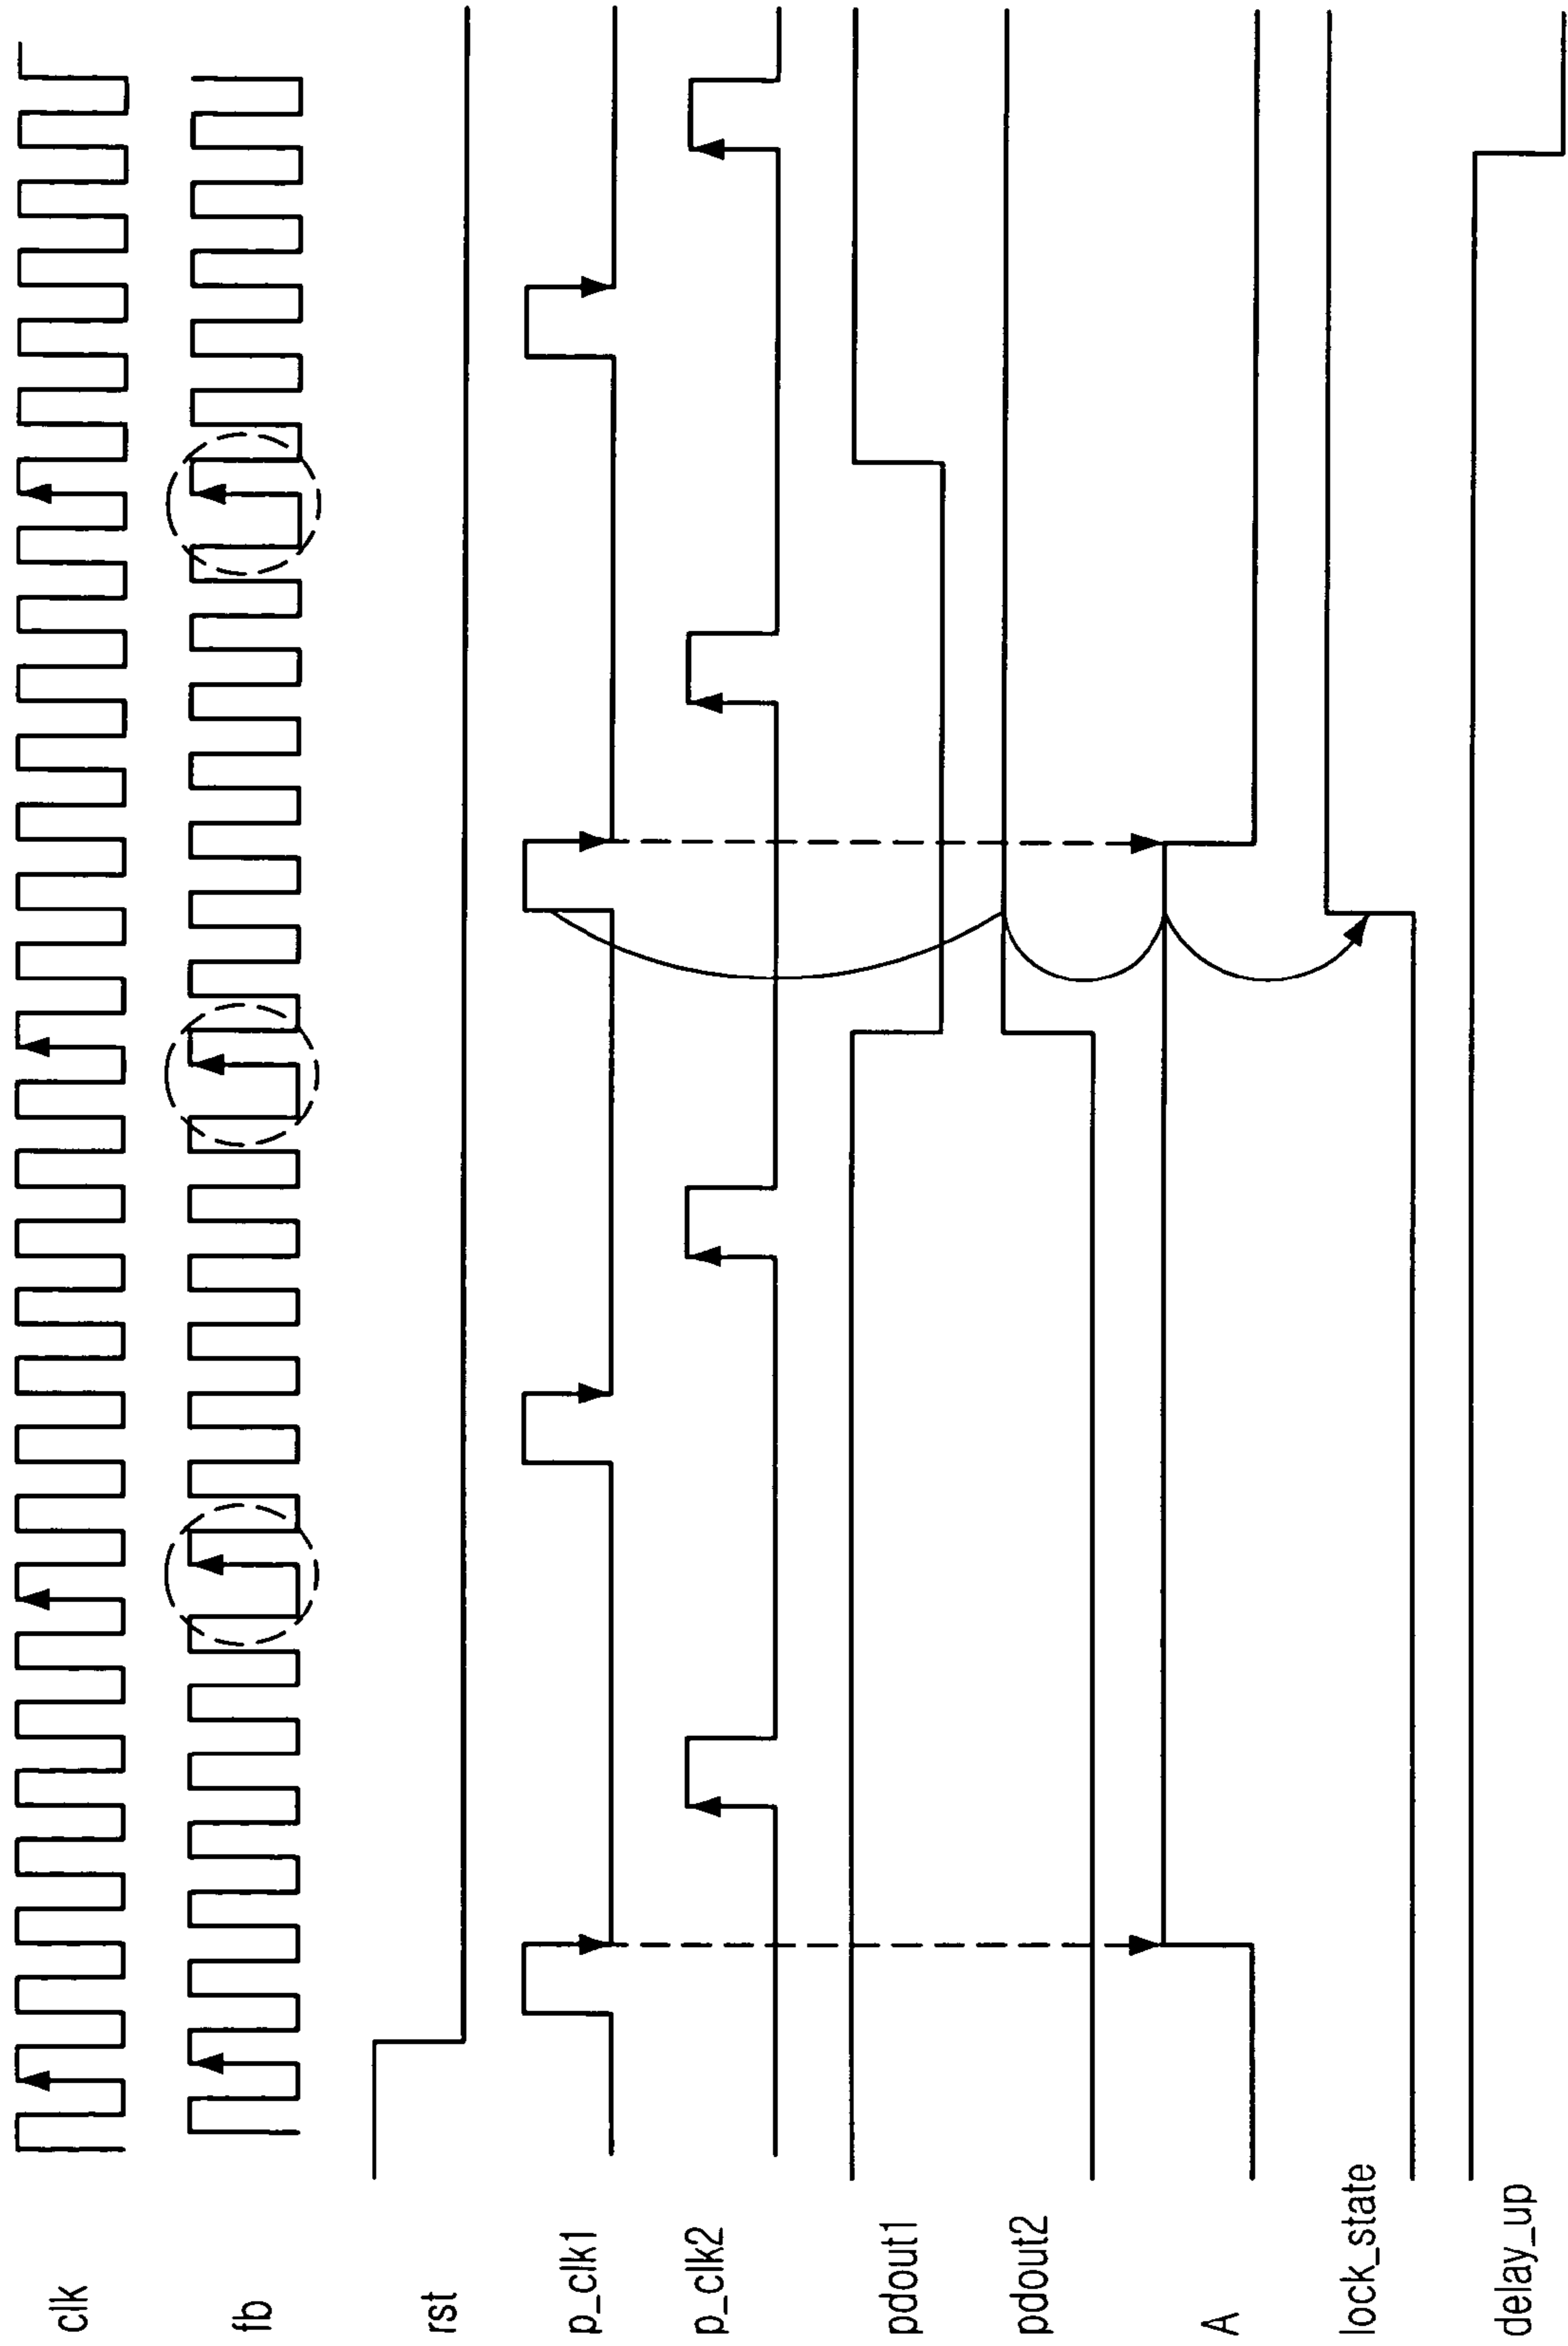 clk
fb
rst
p_clk1
p_clk2
pdout1
pdout2
A
lock_state
delay_up